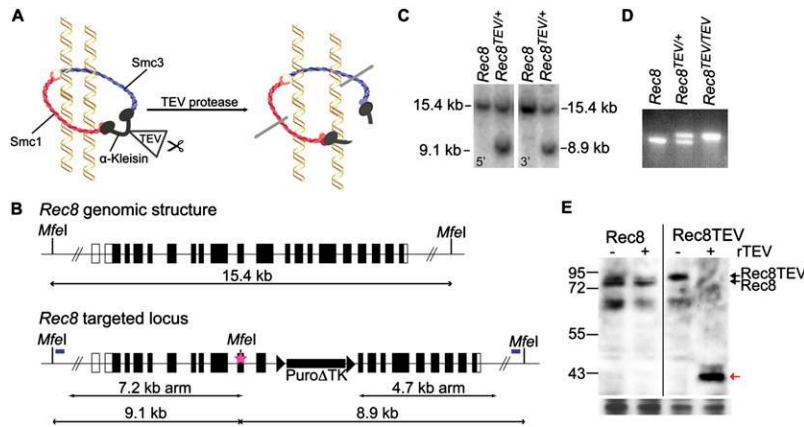 A
Smc3
TEV protease
Smc1
TEV
α-Kleisin
B
Rec8 genomic structure
MfeI
MfeI
15.4 kb
Rec8 targeted locus
MfeI
MfeI
MfeI
PuroΔTK
7.2 kb arm
4.7 kb arm
9.1 kb
8.9 kb
C
Rec8
Rec8TEV/+
Rec8
Rec8TEV/+
15.4 kb
15.4 kb
9.1 kb
8.9 kb
5'
3'
D
Rec8
Rec8TEV/+
Rec8TEV/TEV
E
Rec8
Rec8TEV
- + - + rTEV
95
72
55
43
Rec8TEV
Rec8